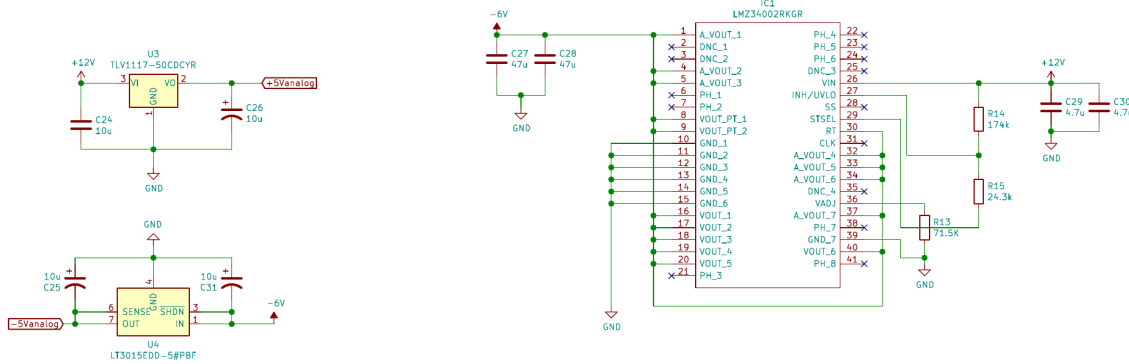 U3
TLV1117-50CDCYR
+12V
3 VI
VO 2
GND
1
+5Vanalog
C24
10u
C26
10u
GND
GND
10u
C25
10u
C31
4
GND
6 SENSE
SHDN 3
7 OUT
IN 1
-5Vanalog
-6V
U4
LT3015EDD-5#PBF
-6V
C27
47u
C28
47u
GND
IC1
LMZ34002RKGR
1 A_VOUT_1
2 DNC_1
3 DNC_2
4 A_VOUT_2
5 A_VOUT_3
6 PH_1
7 PH_2
8 VOUT_PT_1
9 VOUT_PT_2
10 GND_1
11 GND_2
12 GND_3
13 GND_4
14 GND_5
15 GND_6
16 VOUT_1
17 VOUT_2
18 VOUT_3
19 VOUT_4
20 VOUT_5
21 PH_3
PH_4 22
PH_5 23
PH_6 24
DNC_3 25
VIN 26
INH/UVLO 27
SS 28
STSEL 29
RT 30
CLK 31
A_VOUT_4 32
A_VOUT_5 33
A_VOUT_6 34
DNC_4 35
VADJ 36
A_VOUT_7 37
PH_7 38
GND_7 39
VOUT_6 40
PH_8 41
GND
R13
71.5K
GND
R14
174k
R15
24.3k
+12V
C29
4.7u
C30
4.7
GND